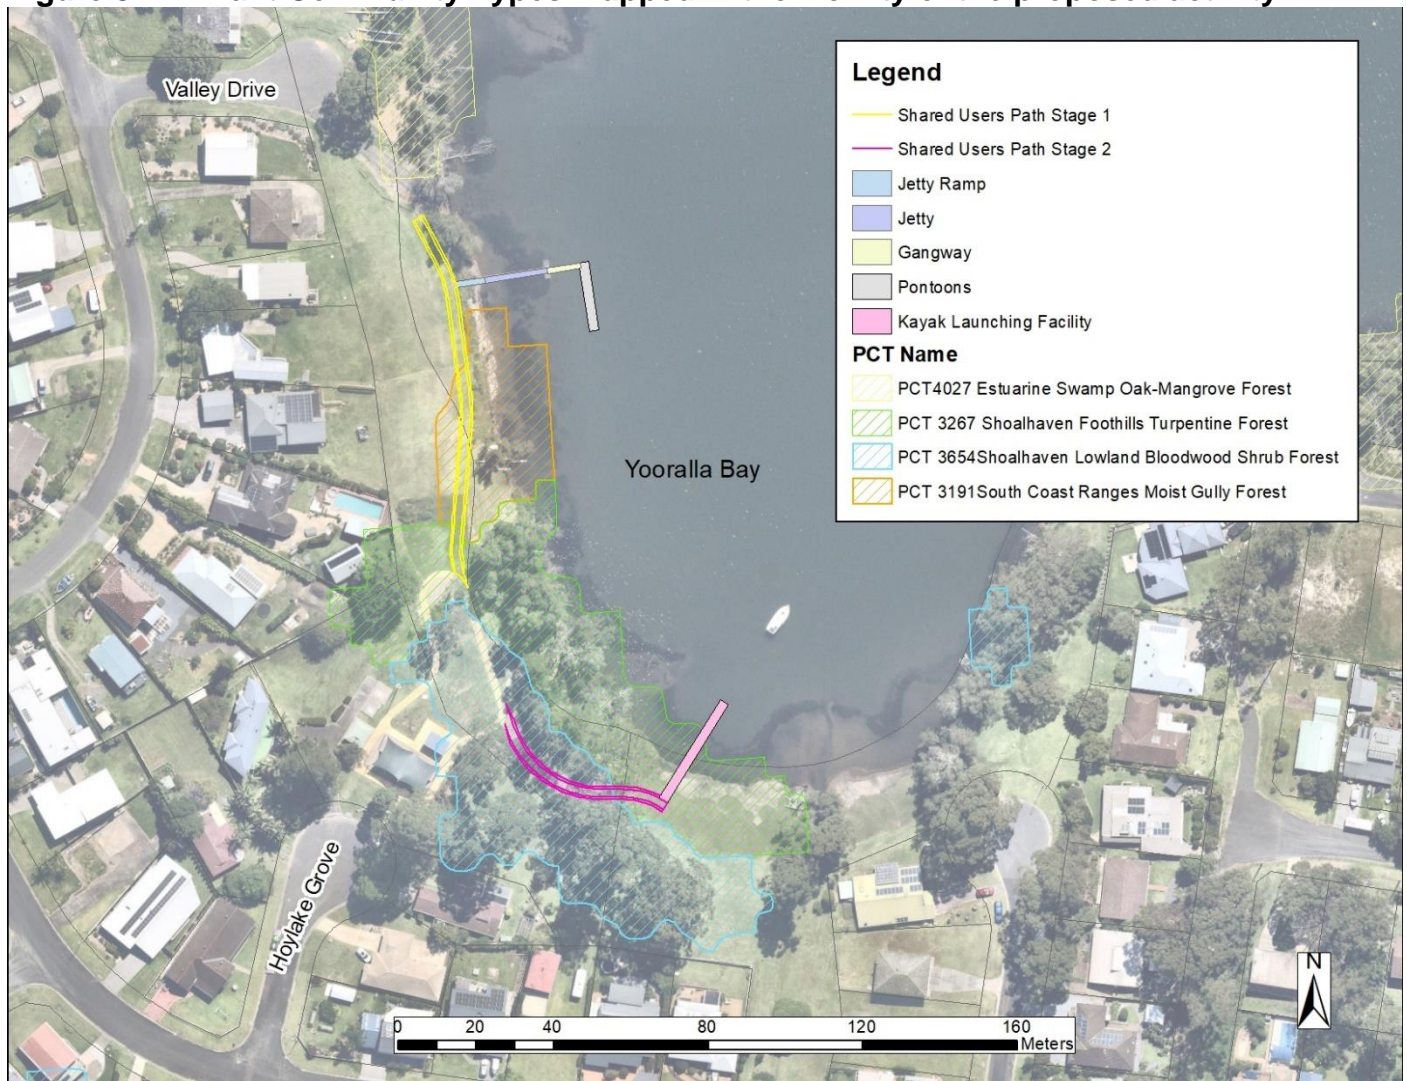 Valley Drive
Legend
Shared Users Path Stage 1
Shared Users Path Stage 2
Jetty Ramp
Jetty
Gangway
Pontoons
Kayak Launching Facility
PCT Name
PCT4027 Estuarine Swamp Oak-Mangrove Forest
PCT 3267 Shoalhaven Foothills Turpentine Forest
PCT 3654Shoalhaven Lowland Bloodwood Shrub Forest
PCT 3191South Coast Ranges Moist Gully Forest
Yooralla Bay
Hoylake Grove
N
0 20 40 80 120 160
Meters